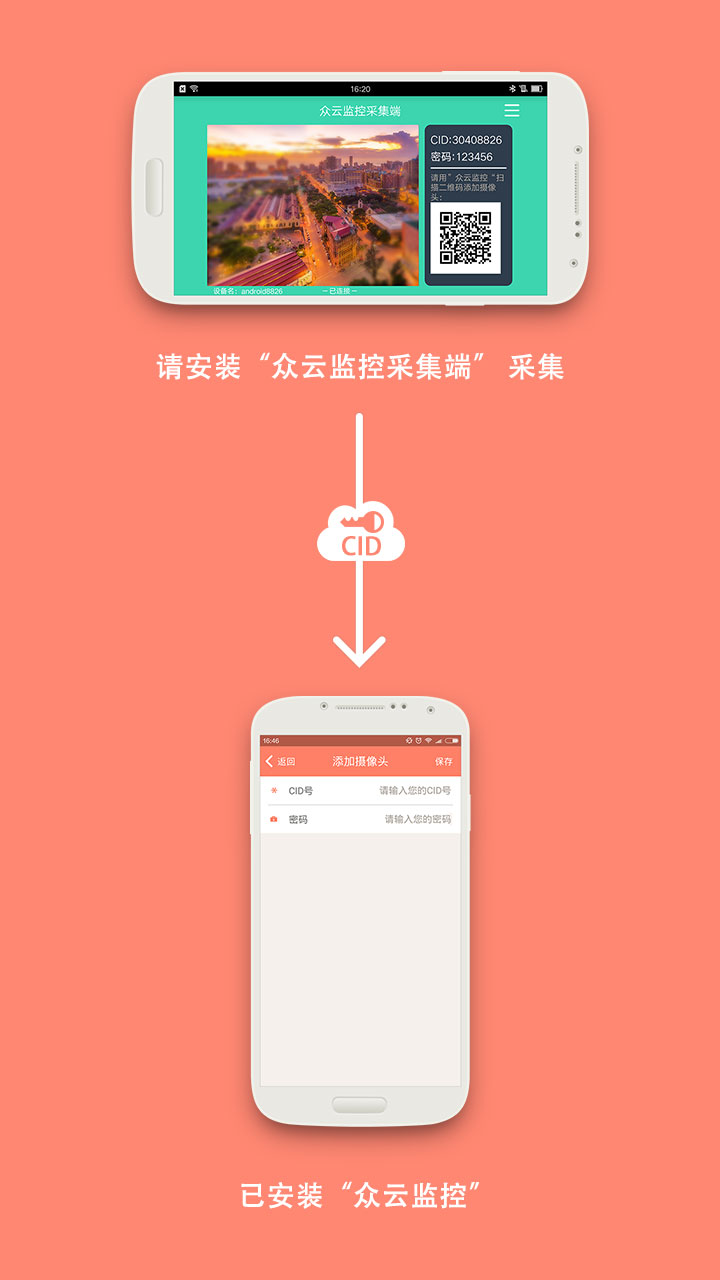 16:20
众云监控采集端
CID:30408826
密码:123456
请用”众云监控“扫
描二维码添加摄像
头:
设备名: android8826 －已连接－
请安装“众云监控采集端” 采集
CID
16:46
返回 添加摄像头 保存
CID号 请输入您的CID号
密码 请输入您的密码
已安装“众云监控”